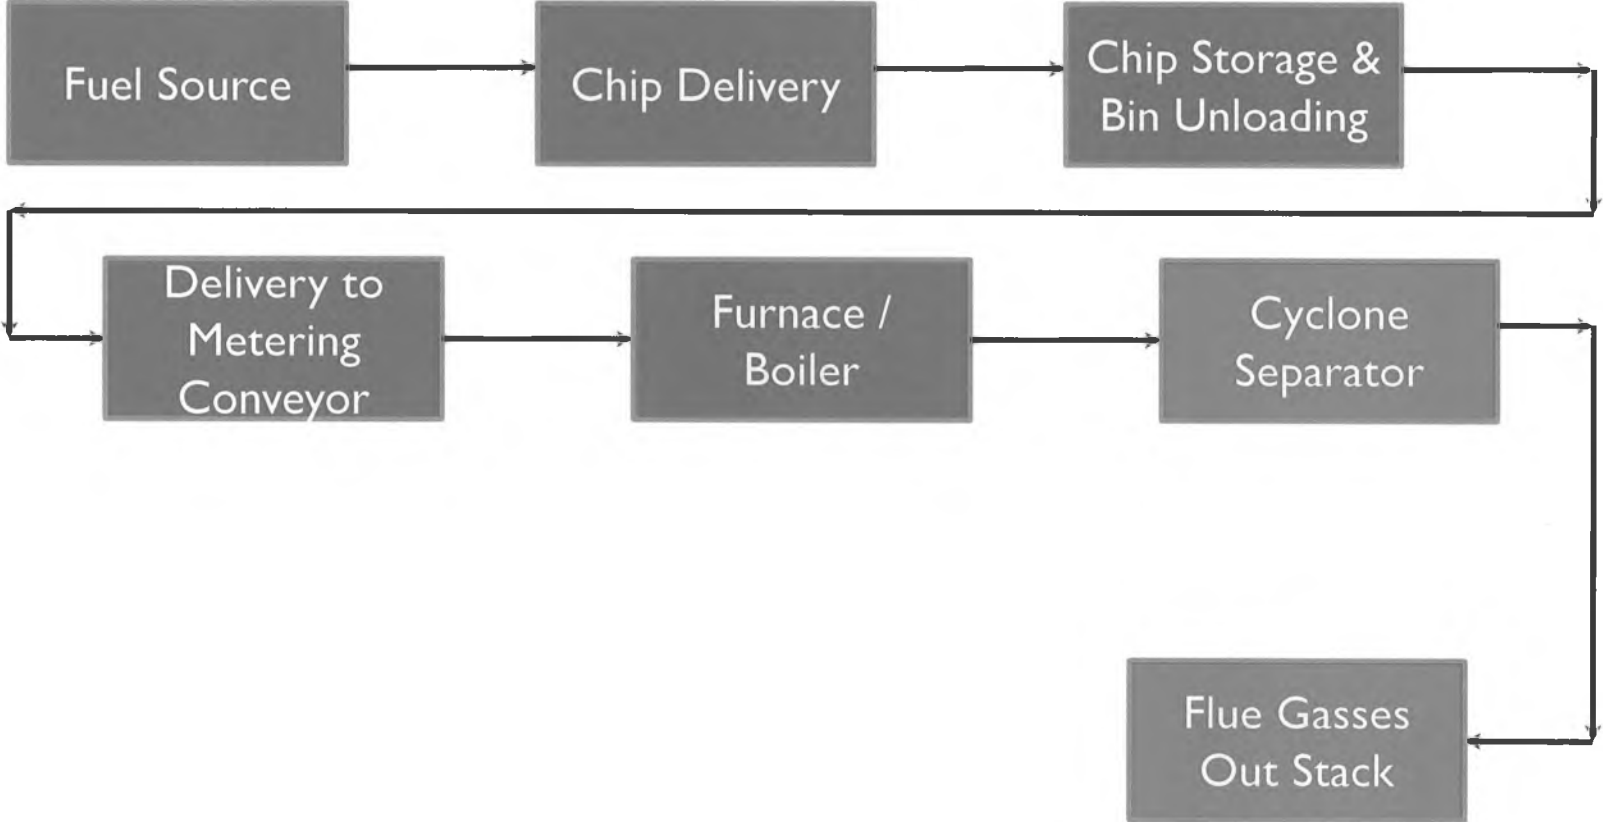 Fuel Source
Chip Delivery
Chip Storage &
Bin Unloading
Delivery to
Metering
Conveyor
Furnace /
Boiler
Cyclone
Separator
Flue Gasses
Out Stack